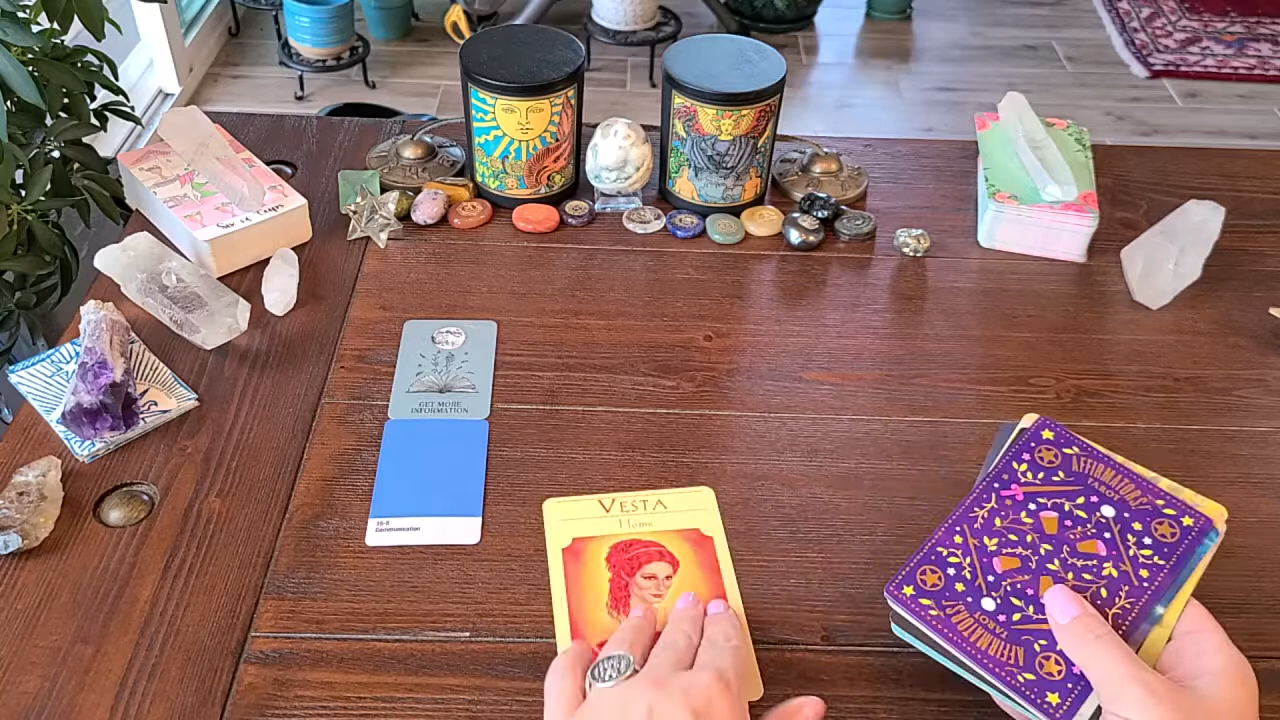 Six of Cups
GET MORE
INFORMATION
Communication
VESTA
Home
AFFIRMATORS!
TAROT
AFFIRMATORS!
TAROT